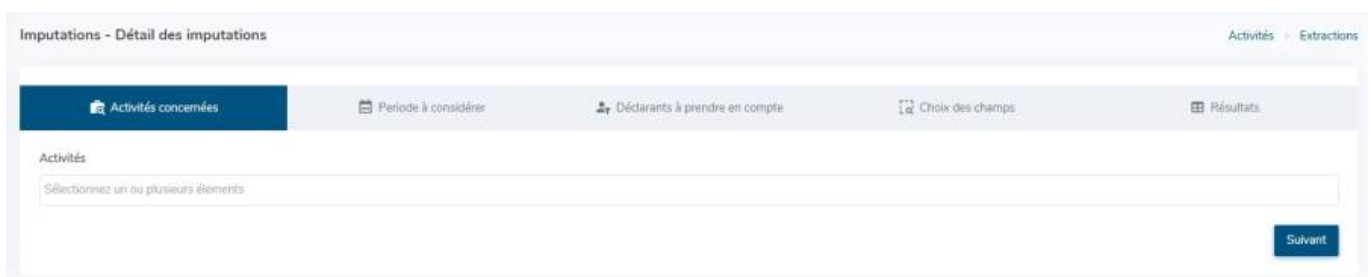 Imputations - Détail des imputations
Activités > Extractions
Activités concernées
Periode à considérer
Déclarants à prendre en compte
Choix des champs
Résultats
Activités
Sélectionnez un ou plusieurs élements
Suivant